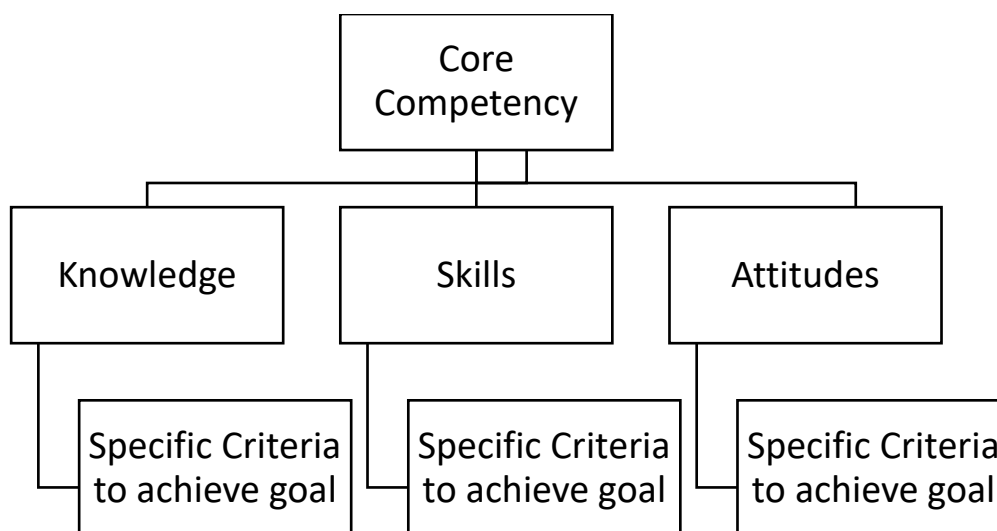 Core
Competency
Knowledge
Skills
Attitudes
Specific Criteria
to achieve goal
Specific Criteria
to achieve goal
Specific Criteria
to achieve goal